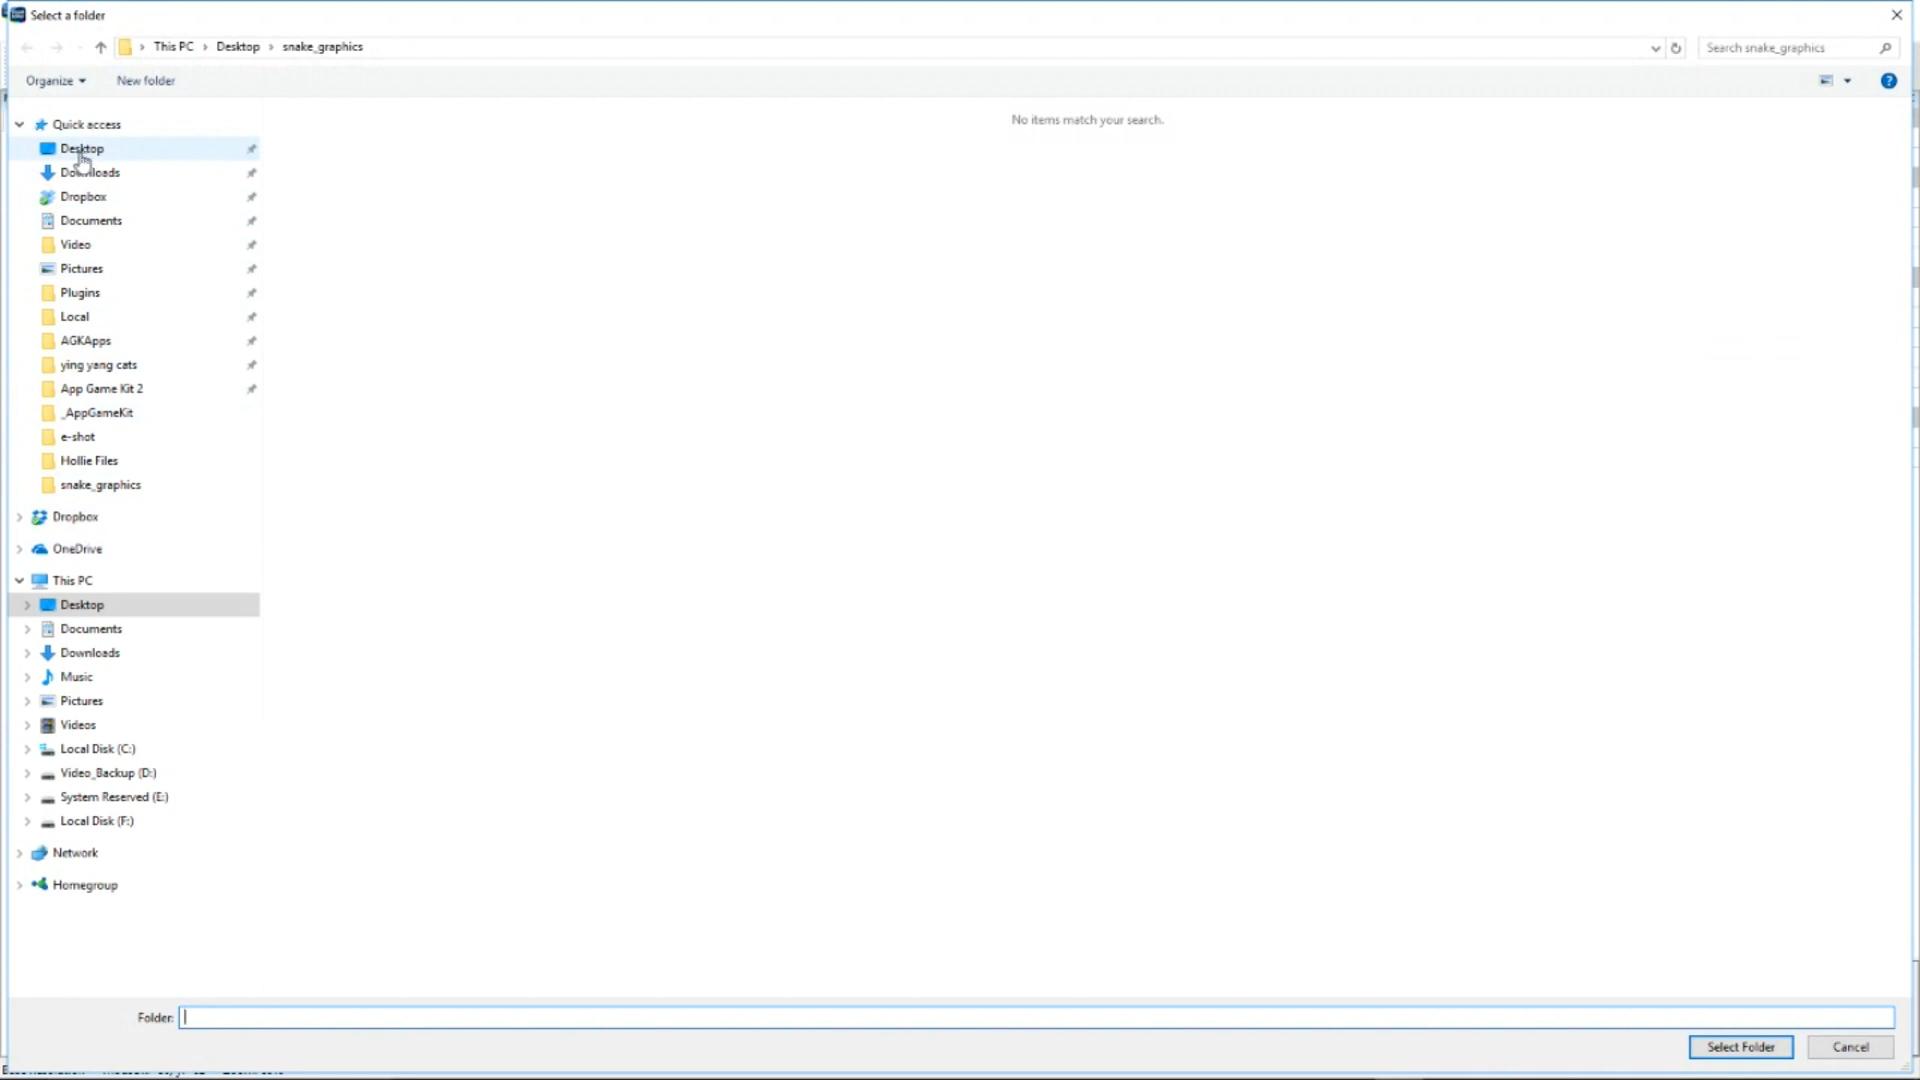 Select a folder
This PC > Desktop > snake_graphics
Search snake_graphics
Organize
New folder
Quick access
No items match your search.
Desktop
Downloads
Dropbox
Documents
Video
Pictures
Plugins
Local
AGKApps
ying yang cats
App Game Kit 2
_AppGameKit
e-shot
Hollie Files
snake_graphics
Dropbox
OneDrive
This PC
Desktop
Documents
Downloads
Music
Pictures
Videos
Local Disk (C:)
Video_Backup (D:)
System Reserved (E:)
Local Disk (F:)
Network
Homegroup
Folder:
Select Folder
Cancel